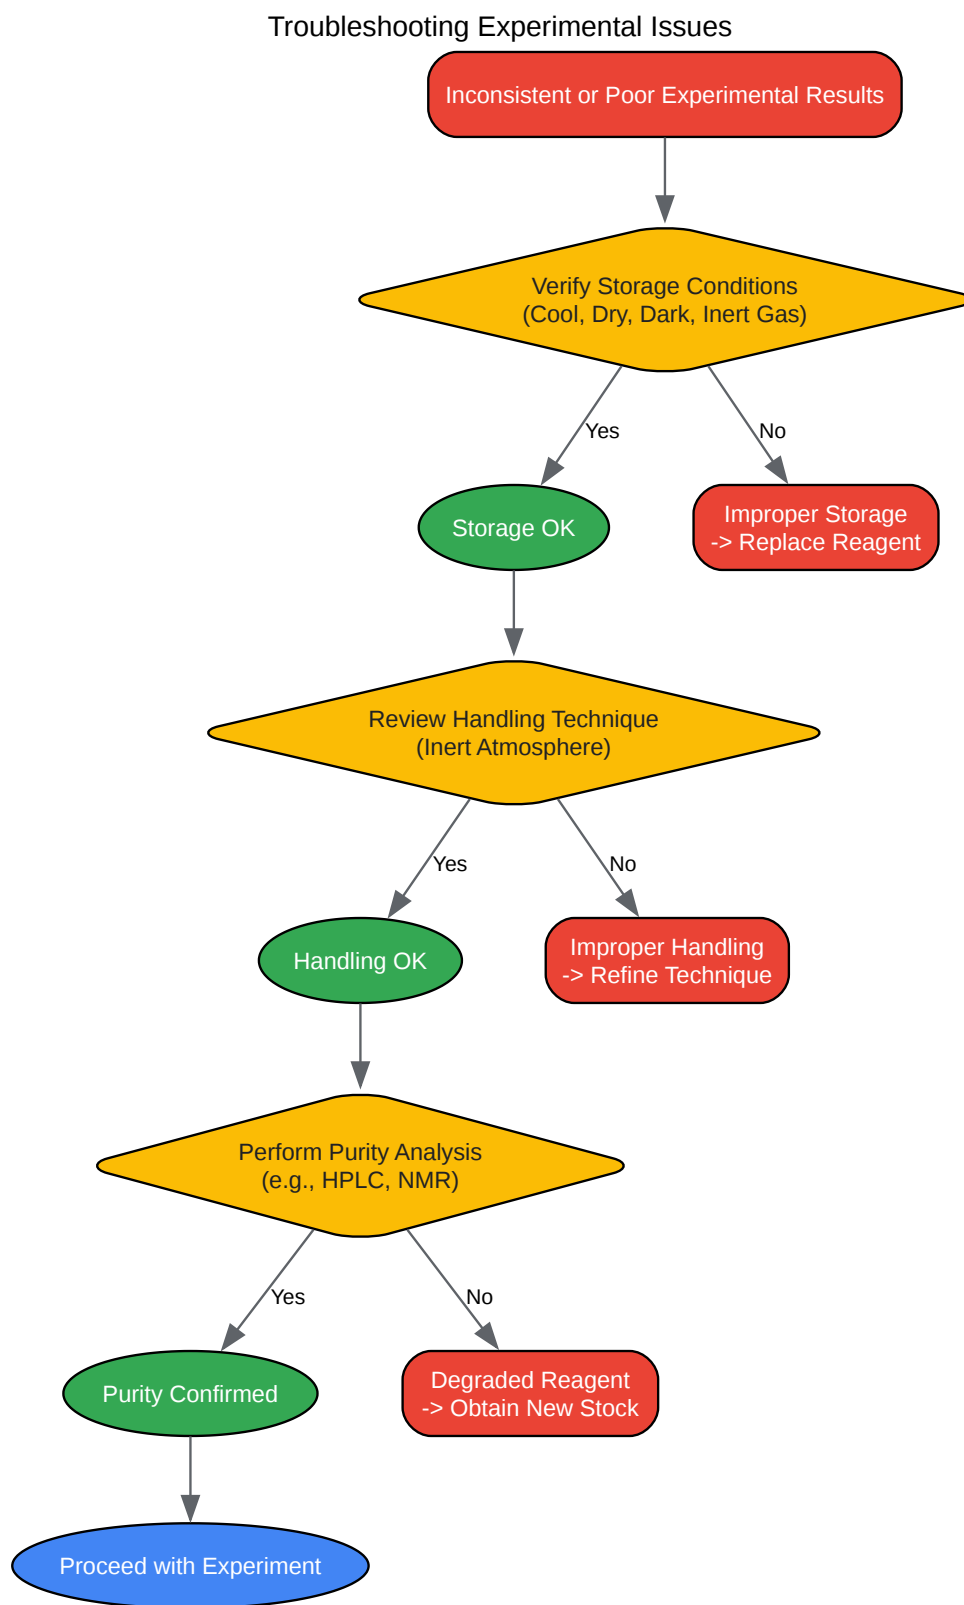 Troubleshooting Experimental Issues
Inconsistent or Poor Experimental Results
Verify Storage Conditions
(Cool, Dry, Dark, Inert Gas)
Yes
No
Storage OK
Improper Storage
-> Replace Reagent
Review Handling Technique
(Inert Atmosphere)
Yes
No
Handling OK
Improper Handling
-> Refine Technique
Perform Purity Analysis
(e.g., HPLC, NMR)
Yes
No
Purity Confirmed
Degraded Reagent
-> Obtain New Stock
Proceed with Experiment